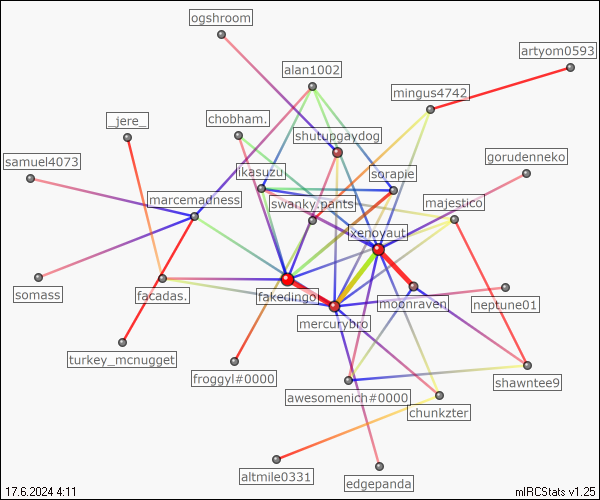 ogshroom
artyom0593
alan1002
mingus4742
_jere_
chobham.
shutupgaydog
samuel4073
gorudenneko
ikasuzu
sorapie
marcemadness
swanky.pants
majestico
xenoyaut
somass
facadas.
fakedingo
moonraven
neptune01
mercurybro
turkey_mcnugget
froggyl#0000
shawntee9
awesomenich#0000
chunkzter
altmile0331
edgepanda
17.6.2024 4:11
mIRCStats v1.25